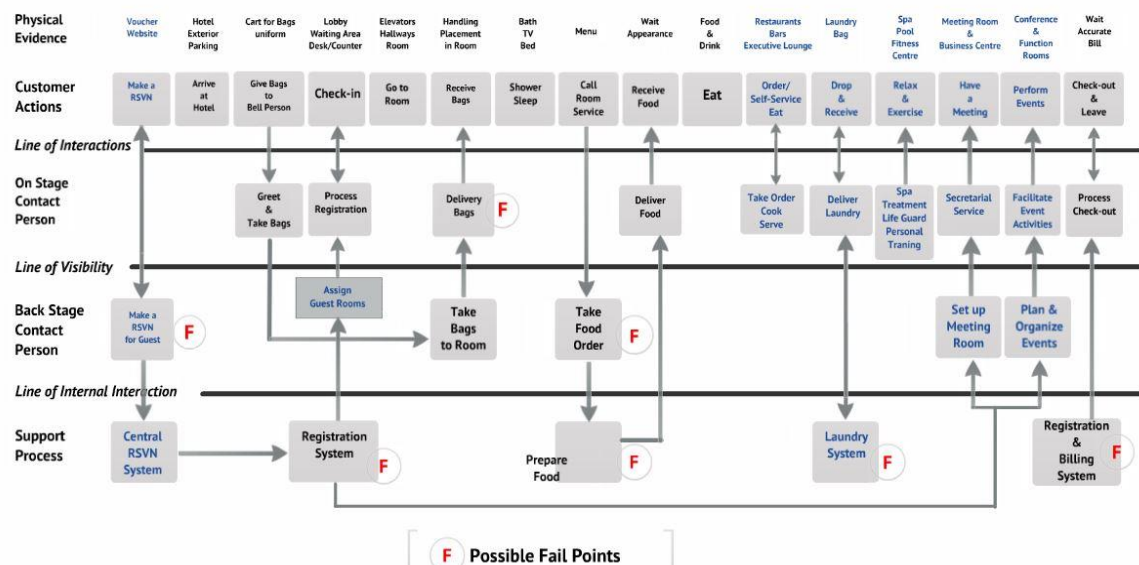 Physical
Evidence
Voucher
Website
Hotel
Exterior
Parking
Cart for Bags
uniform
Lobby
Waiting Area
Desk/Counter
Elevators
Hallways
Room
Handling
Placement
in Room
Bath
TV
Bed
Menu
Wait
Appearance
Food
&
Drink
Restaurants
Bars
Executive Lounge
Laundry
Bag
Spa
Pool
Fitness
Centre
Meeting Room
&
Business Centre
Conference
&
Function
Rooms
Wait
Accurate
Bill
Customer
Actions
Make a
RSVN
Arrive
at
Hotel
Give Bags
to
Bell Person
Check-in
Go to
Room
Receive
Bags
Shower
Sleep
Call
Room
Service
Receive
Food
Eat
Order/
Self-Service
Eat
Drop
&
Receive
Relax
&
Exercise
Have
a
Meeting
Perform
Events
Check-out
&
Leave
Line of Interactions
On Stage
Contact
Person
Greet
&
Take Bags
Process
Registration
Delivery
Bags
F
Deliver
Food
Take Order
Cook
Serve
Deliver
Laundry
Spa
Treatment
Life Guard
Personal
Traning
Secretarial
Service
Facilitate
Event
Activities
Process
Check-out
Line of Visibility
Back Stage
Contact
Person
Make a
RSVN
for Guest
F
Assign
Guest Rooms
Take
Bags
to Room
Take
Food
Order
F
Set up
Meeting
Room
Plan &
Organize
Events
Line of Internal Interaction
Support
Process
Central
RSVN
System
Registration
System
F
Prepare
Food
F
Laundry
System
F
Registration
&
Billing
System
F
F Possible Fail Points